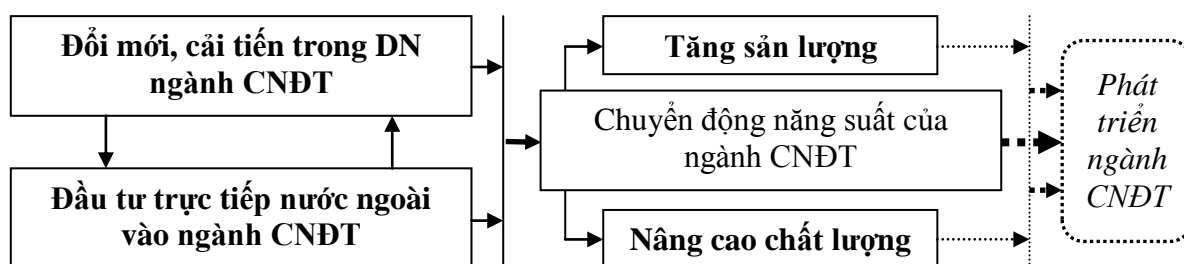 Đổi mới, cải tiến trong DN
ngành CNĐT
Đầu tư trực tiếp nước ngoài
vào ngành CNĐT
Tăng sản lượng
Chuyển động năng suất của
ngành CNĐT
Nâng cao chất lượng
Phát
triển
ngành
CNĐT